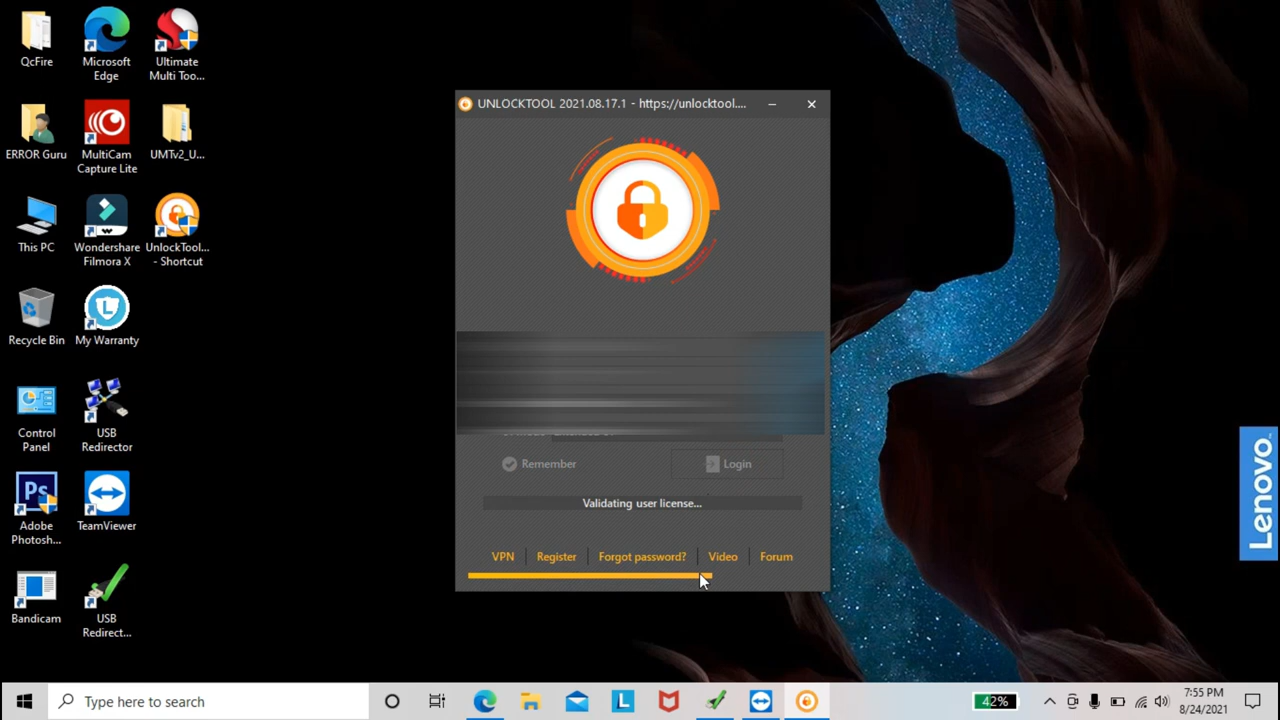 QcFire
Microsoft
Edge
Ultimate
Multi Too...
ERROR Guru
MultiCam
Capture Lite
UMTv2_U...
This PC
Wondershare
Filmora X
UnlockTool...
- Shortcut
Recycle Bin
My Warranty
Control
Panel
USB
Redirector
Ps
Adobe
Photosh...
TeamViewer
Bandicam
USB
Redirect...
UNLOCKTOOL 2021.08.17.1 - https://unlocktool....
Remember
Login
Validating user license...
VPN
Register
Forgot password?
Video
Forum
Lenovo
Type here to search
L
42%
7:55 PM
8/24/2021